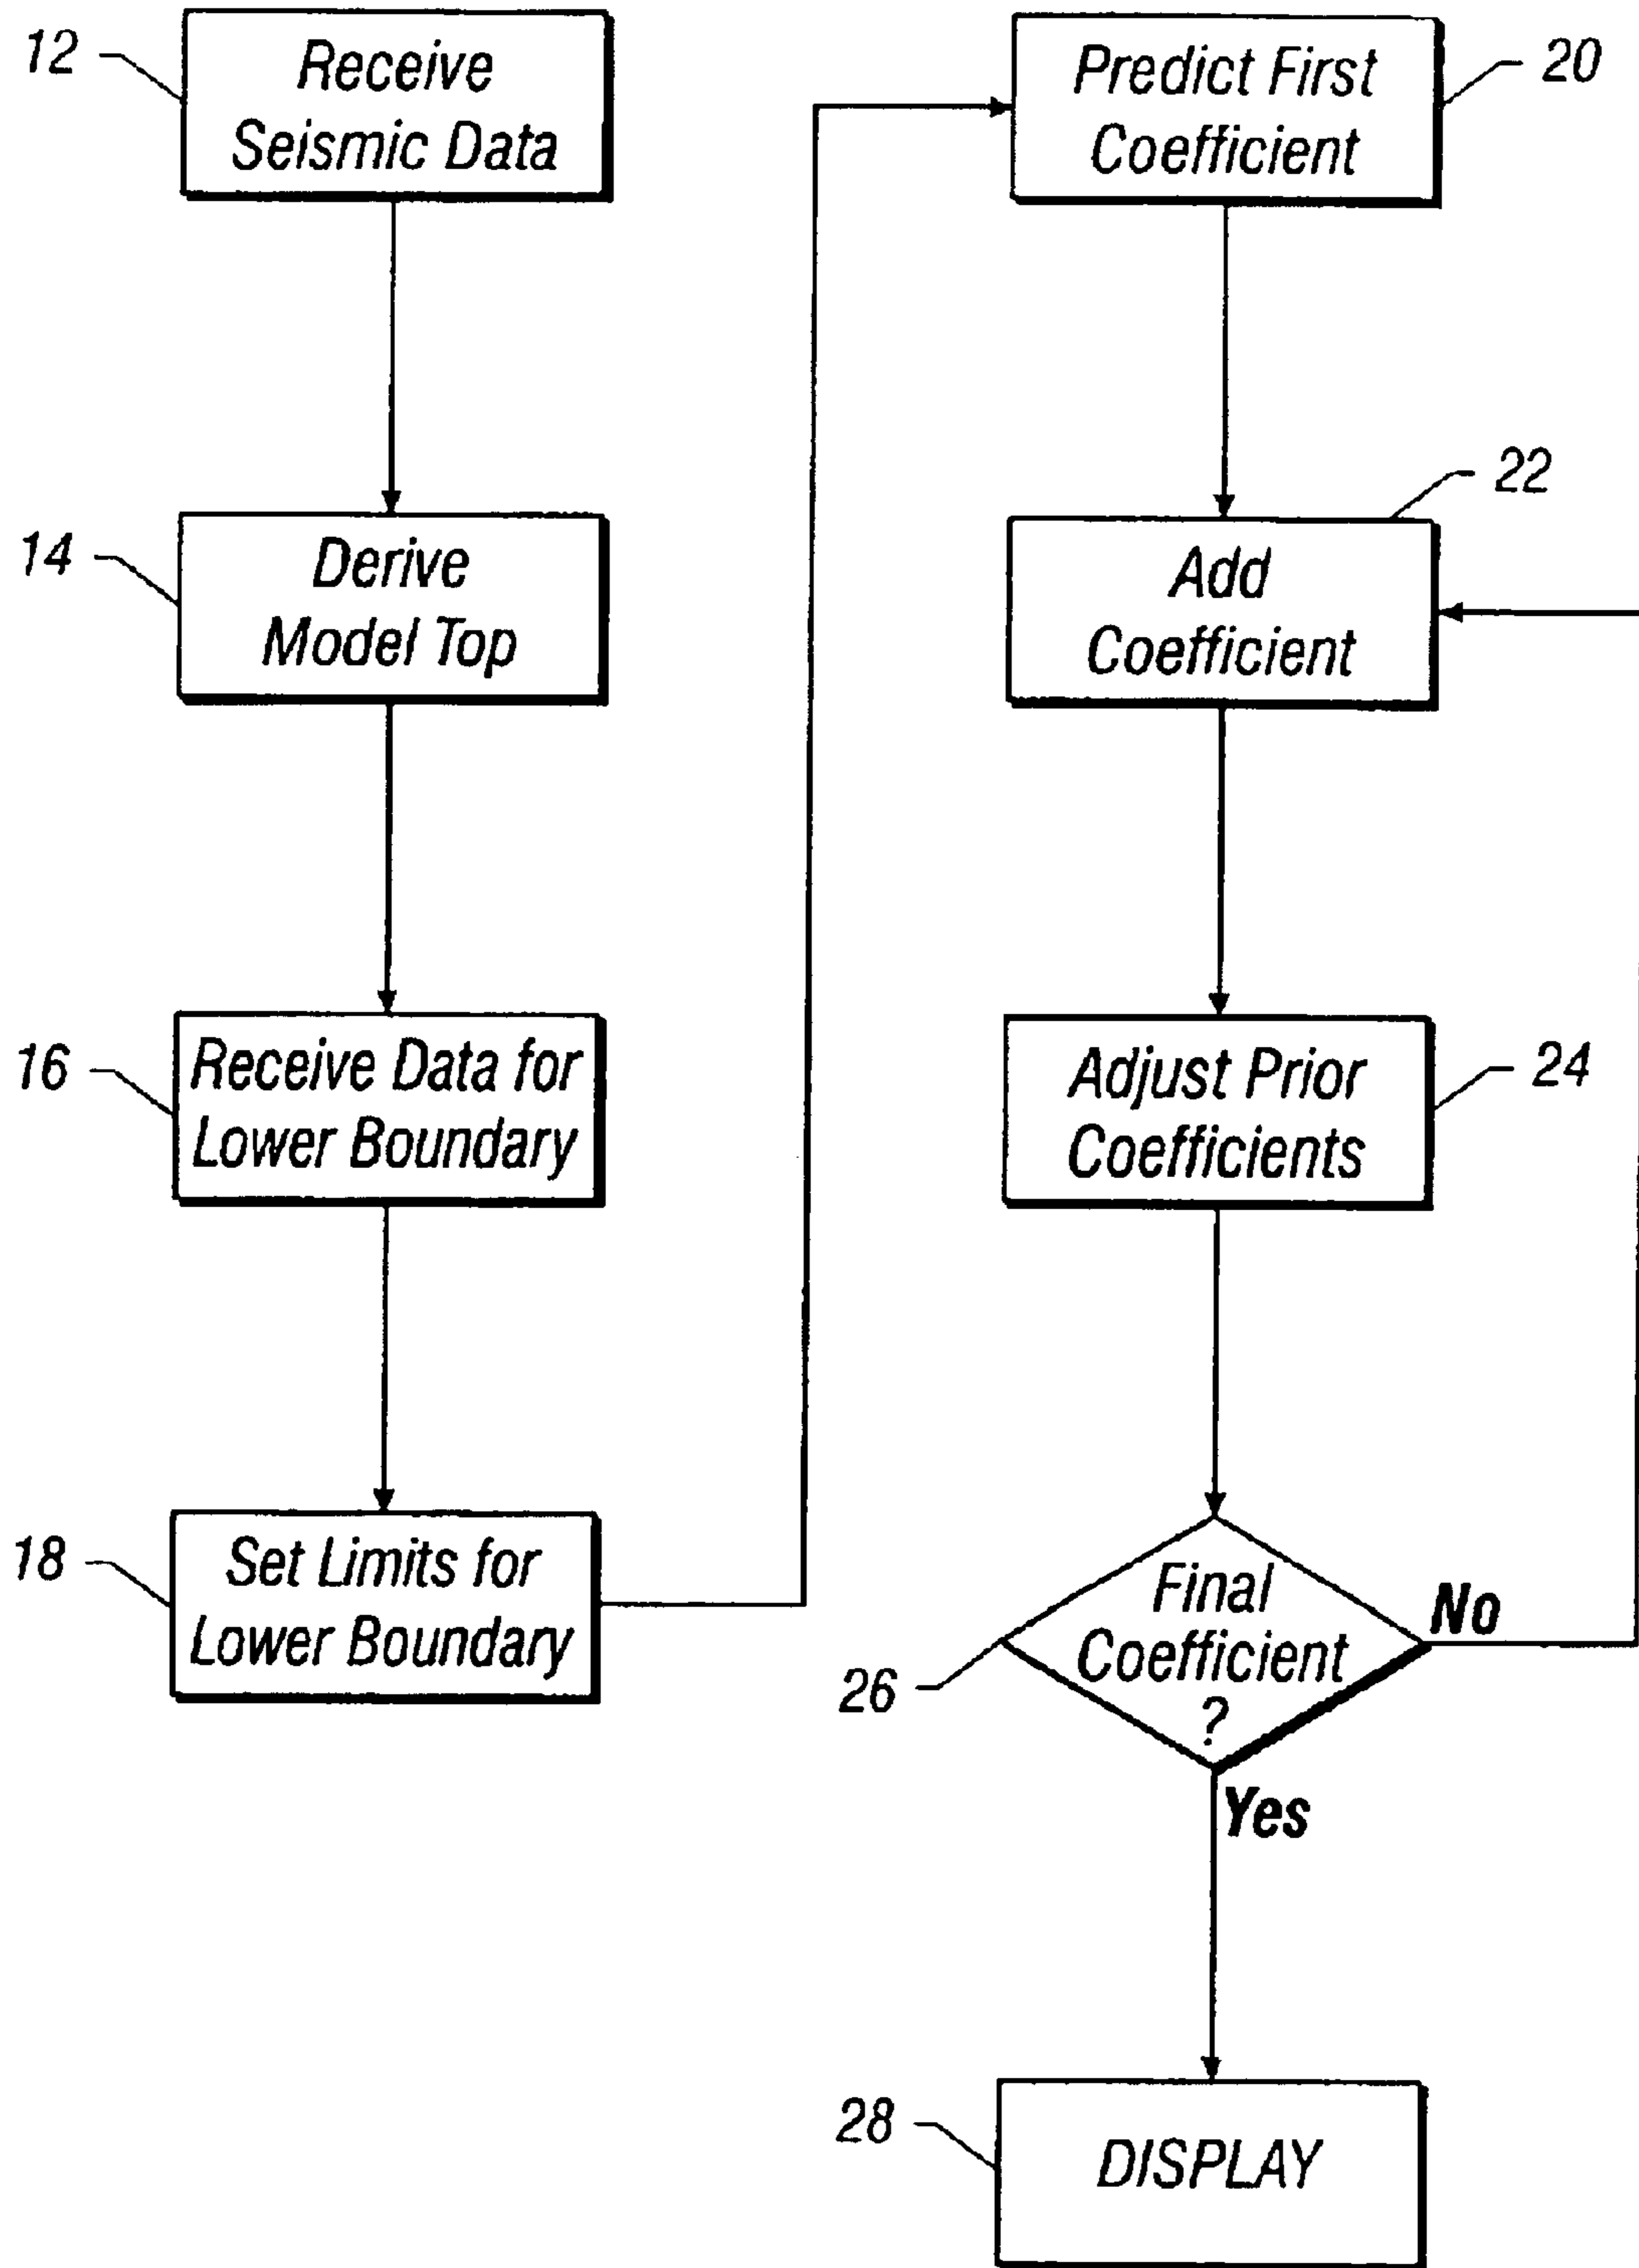 12
Receive
Seismic Data
14
Derive
Model Top
16
Receive Data for
Lower Boundary
18
Set Limits for
Lower Boundary
Predict First
Coefficient
20
22
Add
Coefficient
Adjust Prior
Coefficients
24
Final
Coefficient
?
No
26
Yes
28
DISPLAY